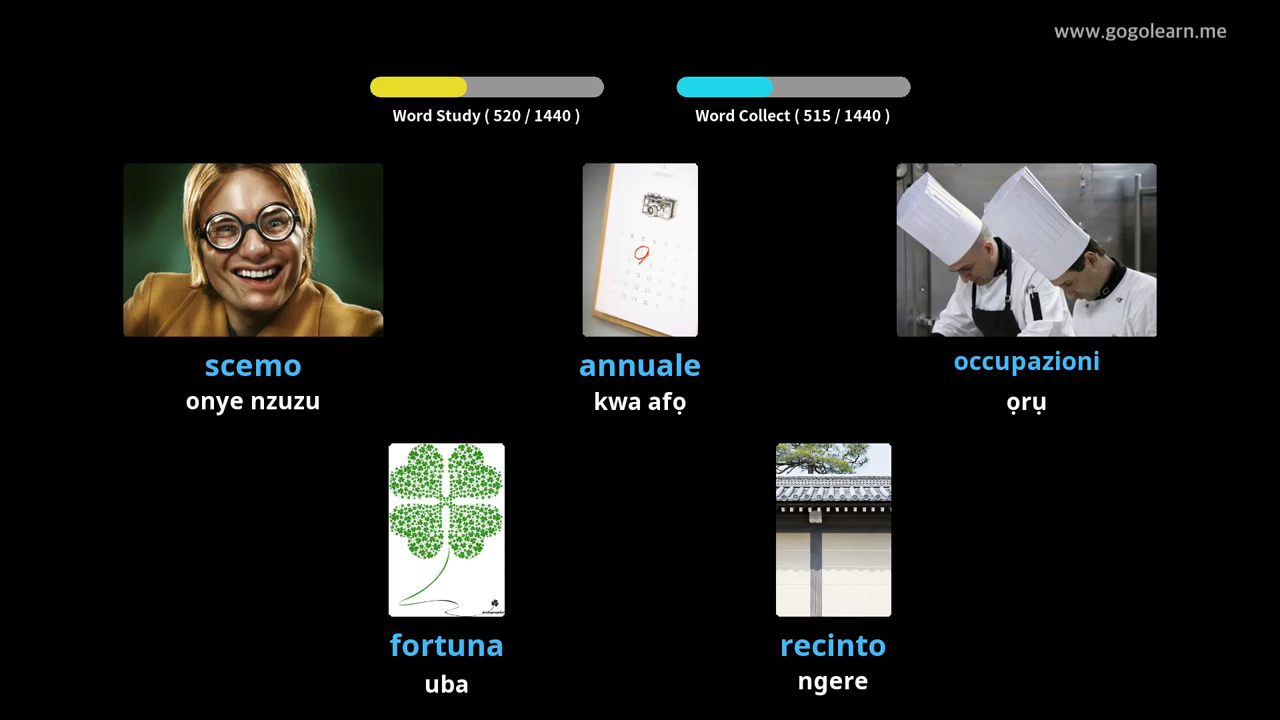 www.gogolearn.me
Word Study ( 520 / 1440 )
Word Collect ( 515 / 1440 )
scemo
onye nzuzu
annuale
kwa afọ
occupazioni
ọrụ
fortuna
uba
recinto
ngere